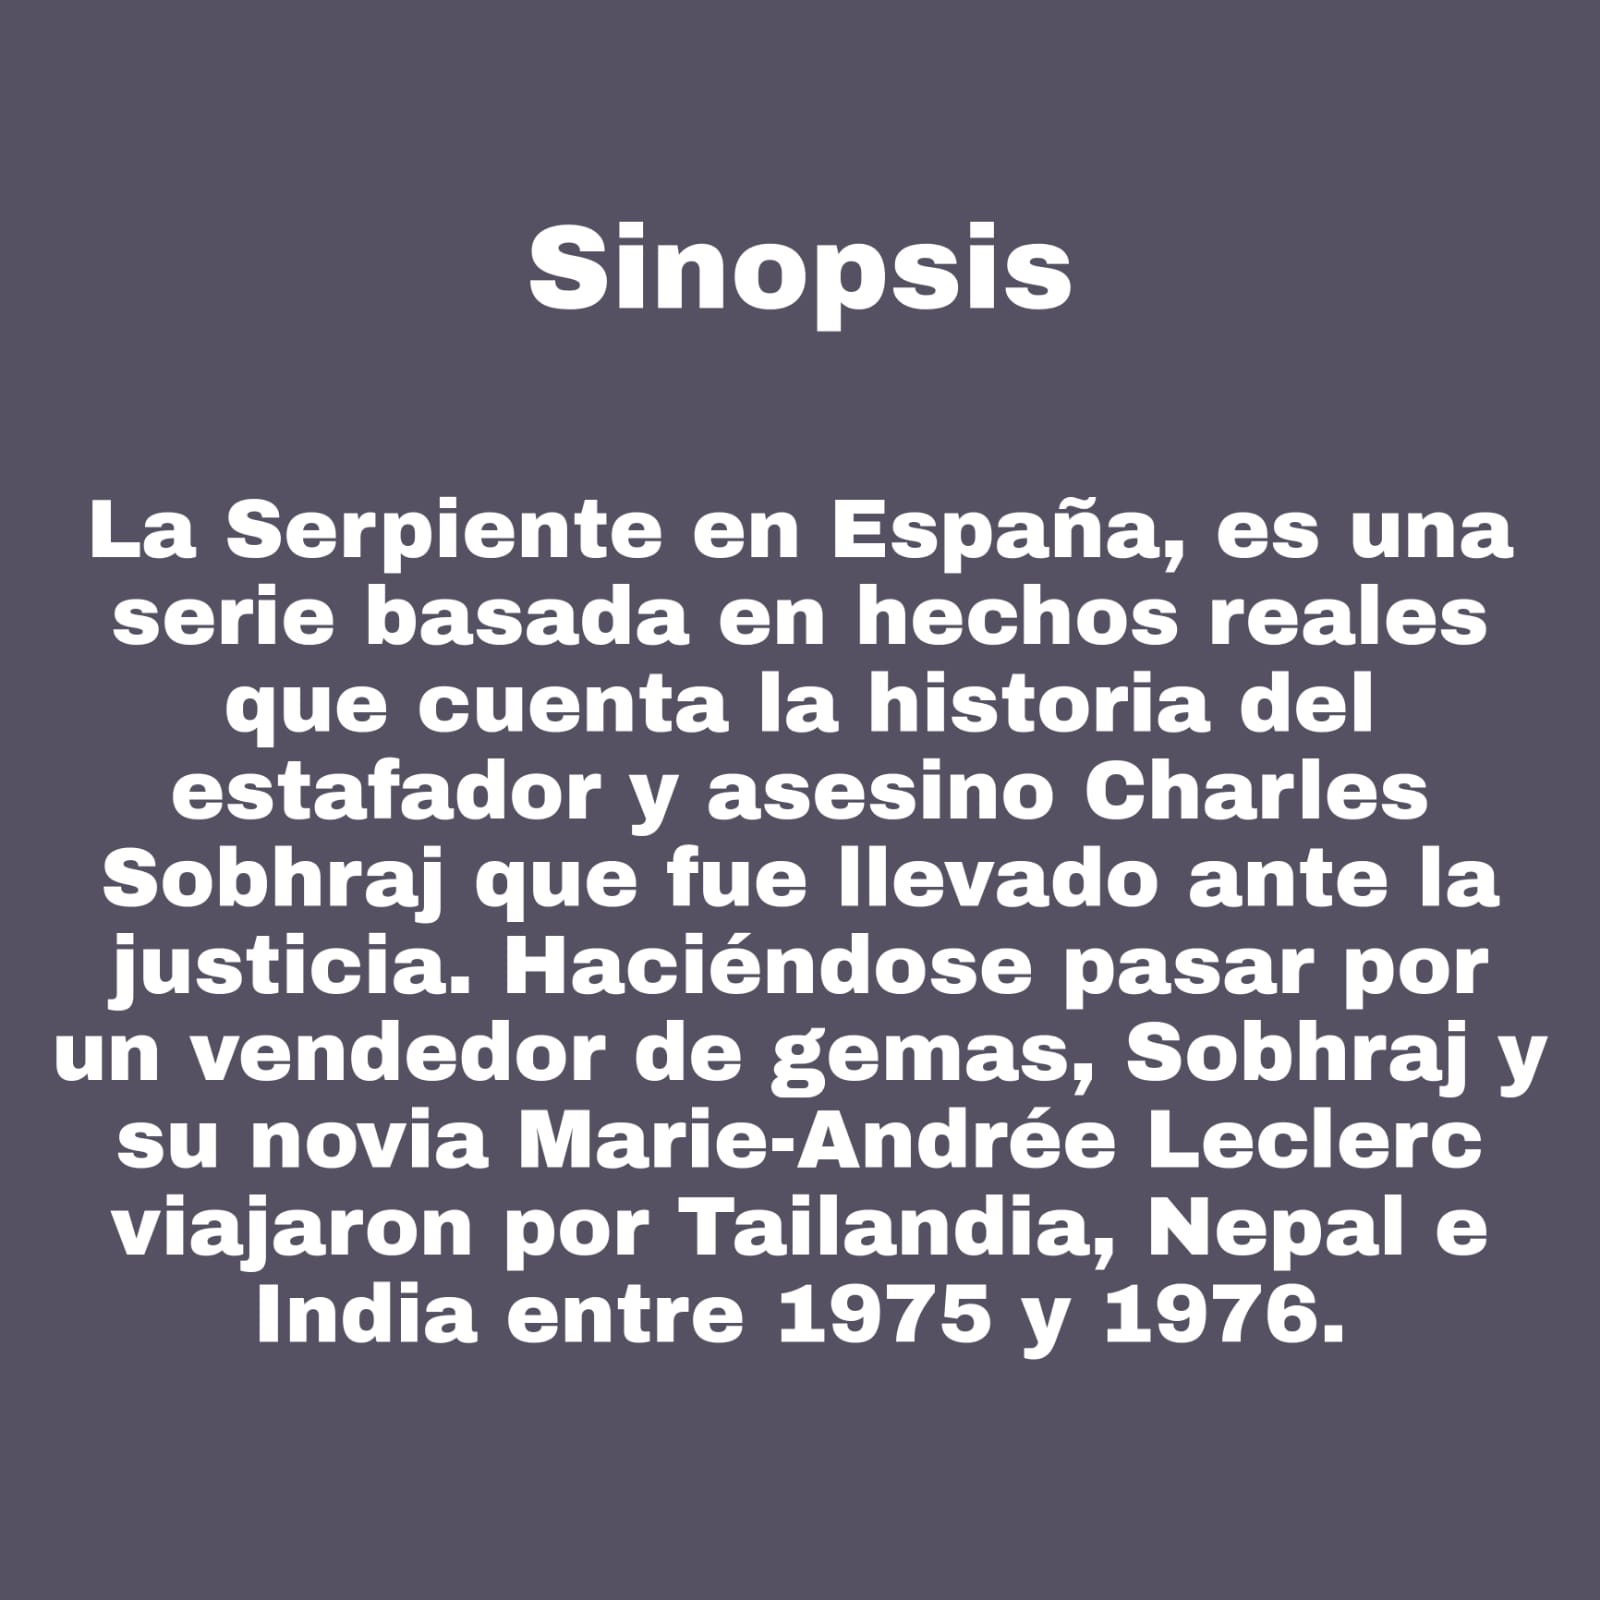 Sinopsis
La Serpiente en España, es una
serie basada en hechos reales
que cuenta la historia del
estafador y asesino Charles
Sobhraj que fue llevado ante la
justicia. Haciéndose pasar por
un vendedor de gemas, Sobhraj y
su novia Marie-Andrée Leclerc
viajaron por Tailandia, Nepal e
India entre 1975 y 1976.